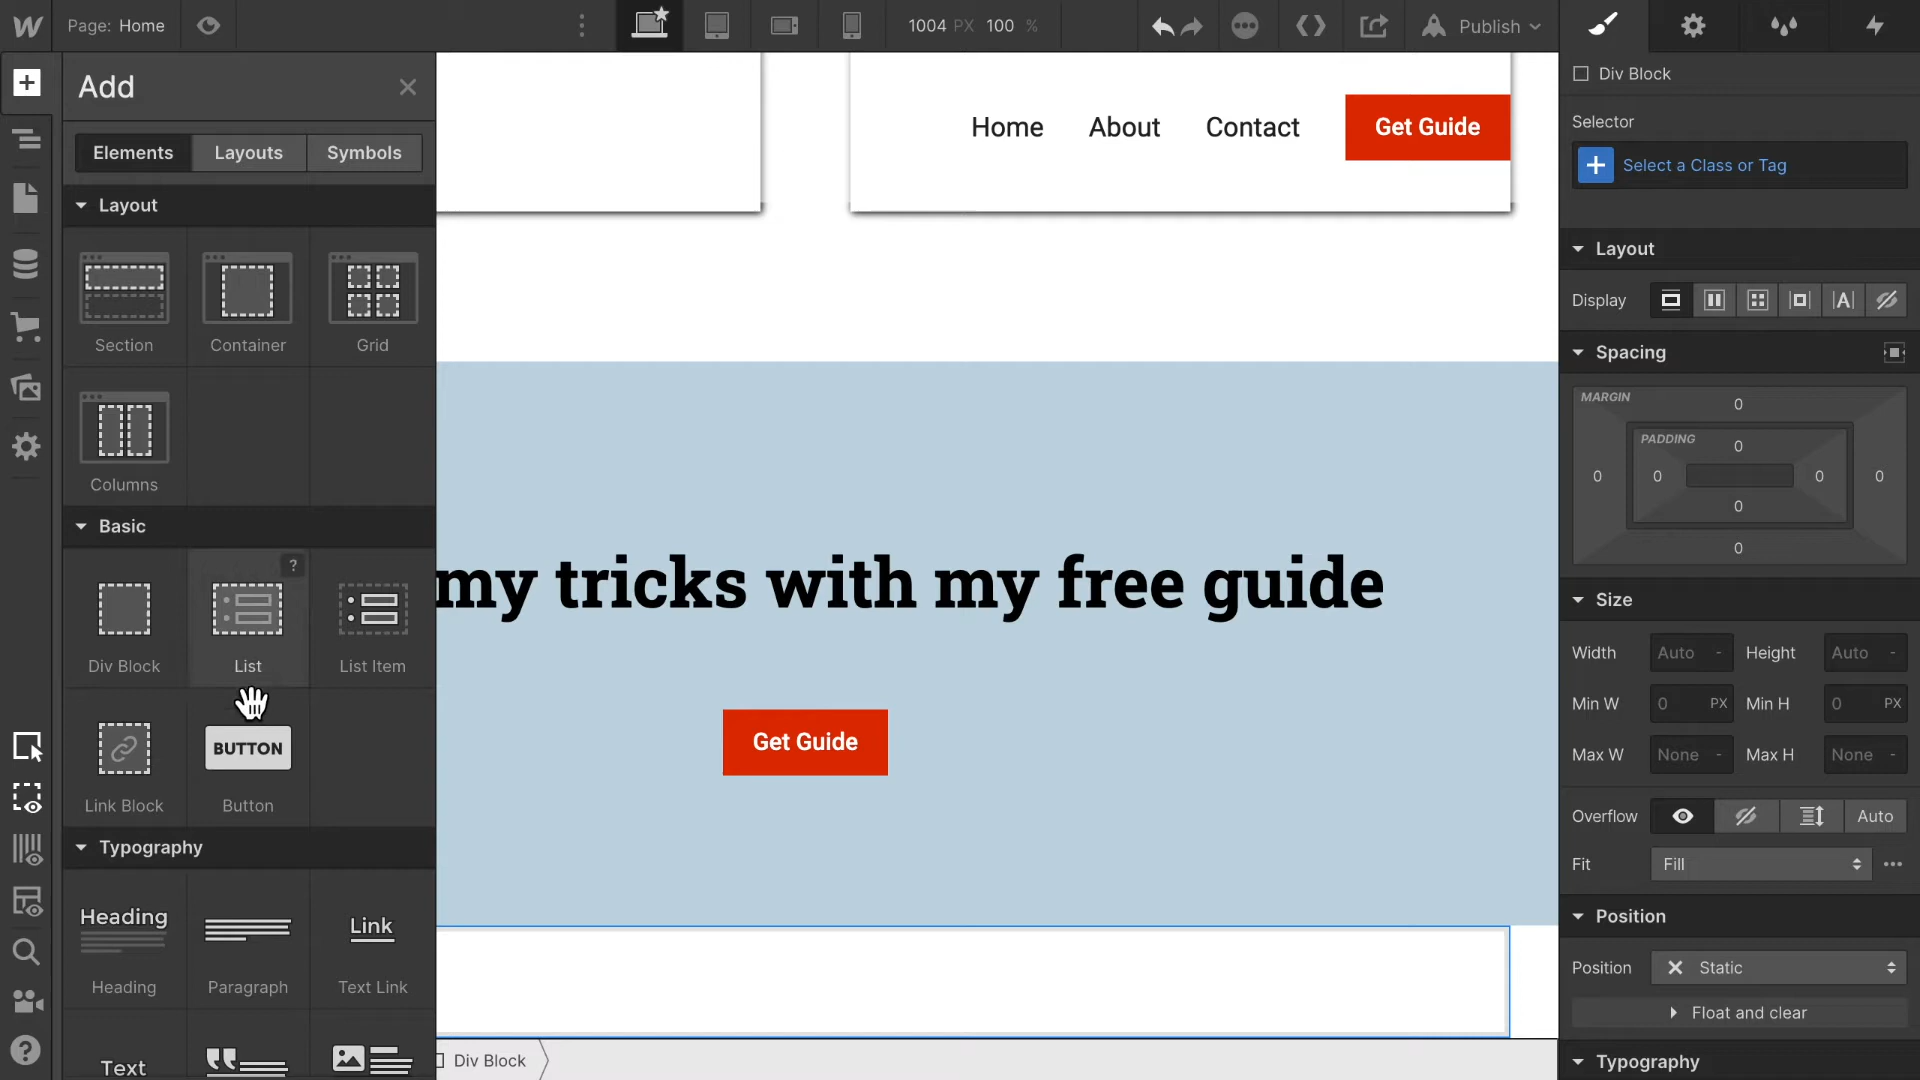 W Page: Home 1004 PX 100 % Publish
Add
Elements Layouts Symbols
Layout
Section Container Grid
Columns
Basic
?
Div Block List List Item
BUTTON
Link Block Button
Typography
Heading Link
Heading Paragraph Text Link
Text
Home About Contact Get Guide
my tricks with my free guide
Get Guide
Div Block
Div Block
Selector
+ Select a Class or Tag
Layout
Display A
Spacing
MARGIN
0
PADDING
0
0 0 0 0
0
0
Size
Width Auto - Height Auto -
Min W 0 PX Min H 0 PX
Max W None - Max H None -
Overflow Auto
Fit Fill
Position
Position Static
Float and clear
Typography